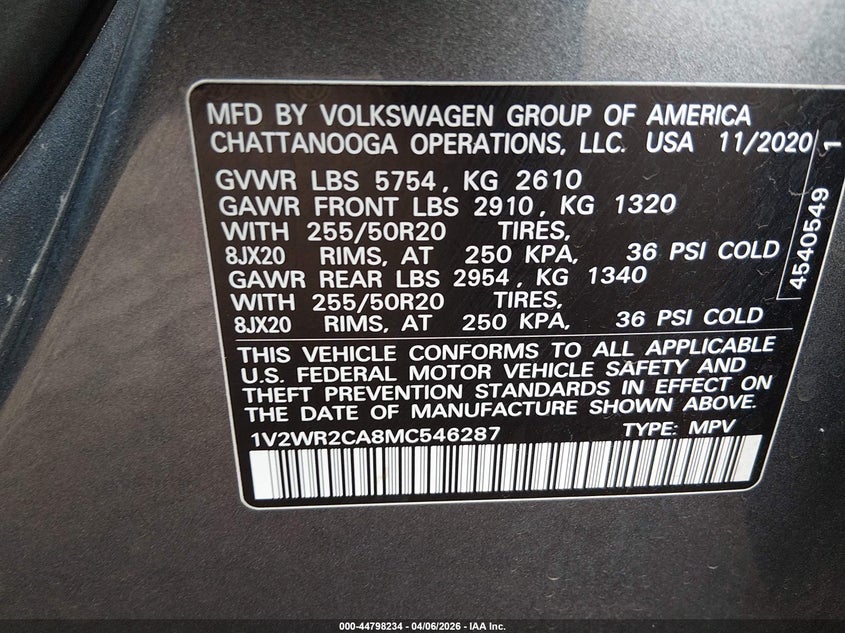 MFD BY VOLKSWAGEN GROUP OF AMERICA
CHATTANOOGA OPERATIONS, LLC. USA 11/2020
GVWR LBS 5754, KG 2610
GAWR FRONT LBS 2910, KG 1320
WITH 255/50R20 TIRES,
8JX20 RIMS, AT 250 KPA, 36 PSI COLD
GAWR REAR LBS 2954, KG 1340
WITH 255/50R20 TIRES,
8JX20 RIMS, AT 250 KPA, 36 PSI COLD
THIS VEHICLE CONFORMS TO ALL APPLICABLE
U.S. FEDERAL MOTOR VEHICLE SAFETY AND
THEFT PREVENTION STANDARDS IN EFFECT ON
THE DATE OF MANUFACTURE SHOWN ABOVE.
1V2WR2CA8MC546287 TYPE: MPV
4540549 1
000-44798234 - 04/06/2026 - IAA Inc.